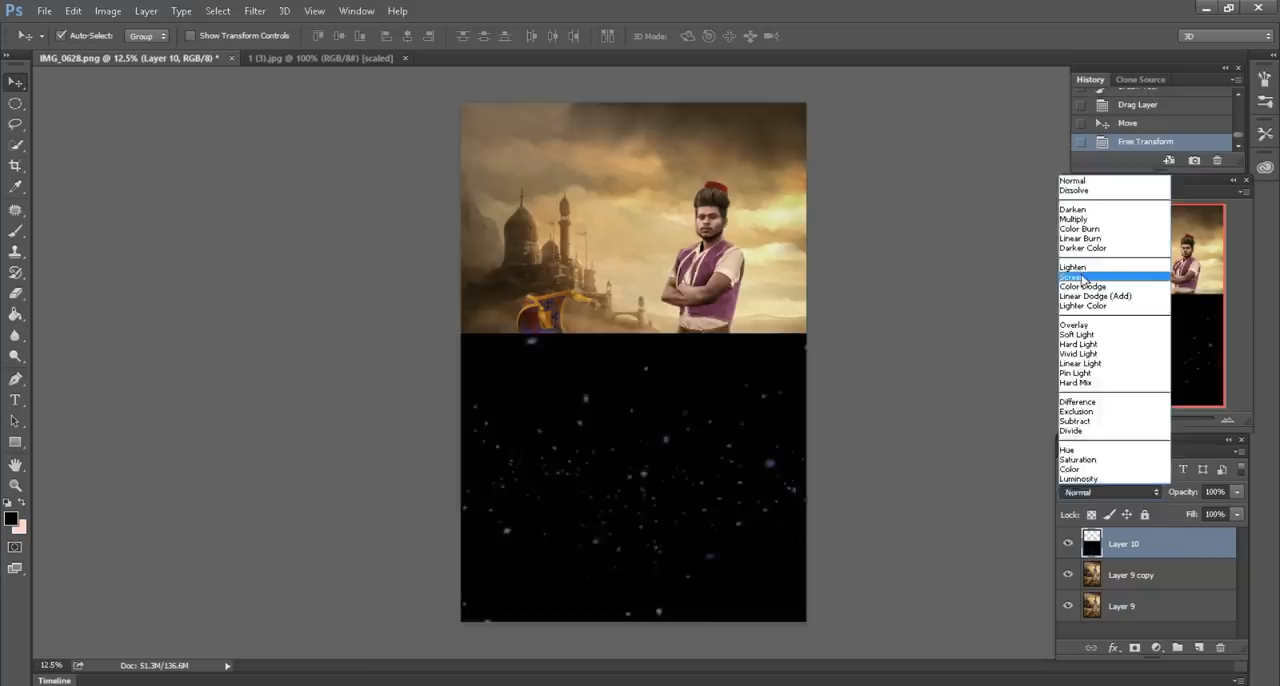 Ps File Edit Image Layer Type Select Filter 3D View Window Help
Auto-Select: Group Show Transform Controls 3D Mode: 3D
IMG_0628.png @ 12.5% (Layer 10, RGB/8) * × 1 (3).jpg @ 100% (RGB/8#) [scaled] ×
History Clone Source
Drag Layer
Move
Free Transform
Normal
Dissolve
Darken
Multiply
Color Burn
Linear Burn
Darker Color
Lighten
Screen
Color Dodge
Linear Dodge (Add)
Lighter Color
Overlay
Soft Light
Hard Light
Vivid Light
Linear Light
Pin Light
Hard Mix
Difference
Exclusion
Subtract
Divide
Hue
Saturation
Color
Luminosity
Normal Opacity: 100%
Lock: Fill: 100%
Layer 10
Layer 9 copy
Layer 9
12.5% Doc: 51.3M/136.6M
Timeline